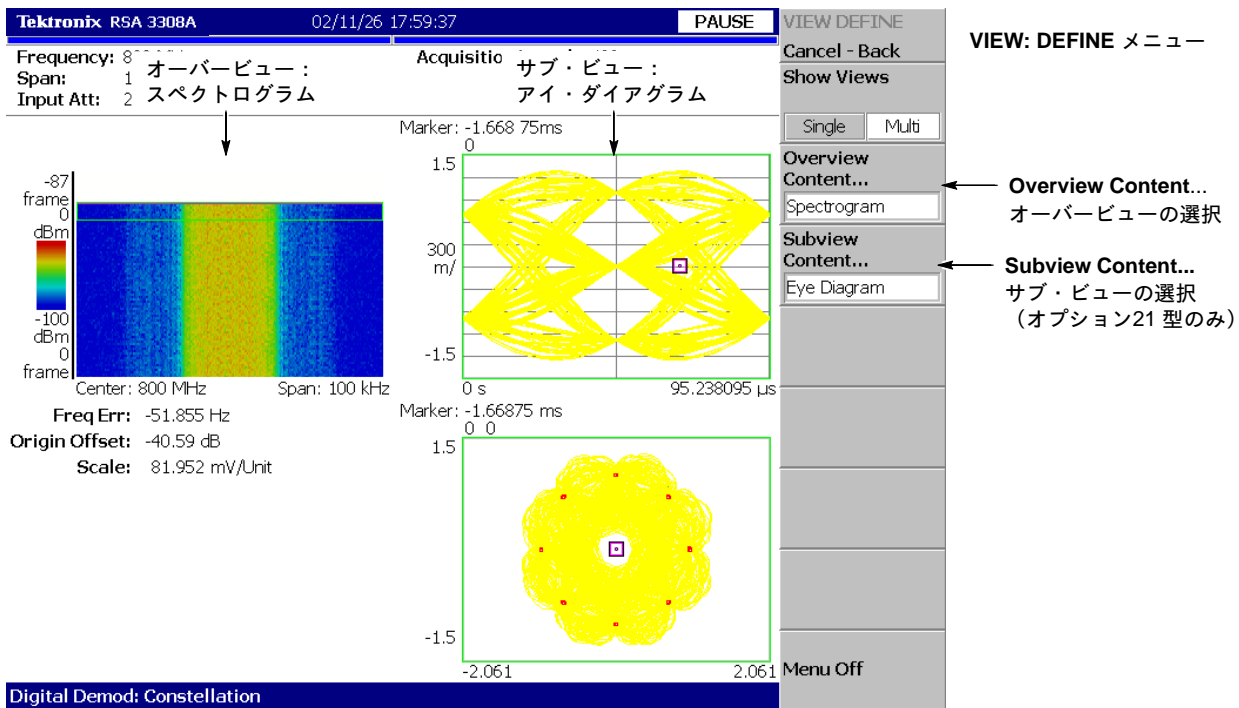 Tektronix RSA 3308A
02/11/26 17:59:37
PAUSE
VIEW DEFINE
Cancel - Back
VIEW: DEFINE メニュー
Frequency: 8
Span: 1
Input Att: 2
オーバービュー：
スペクトログラム
Acquisitio
サブ・ビュー：
アイ・ダイアグラム
Show Views
Single Multi
Marker: -1.668 75ms
0
1.5
300
m/
-1.5
0 s
95.238095 µs
-87
frame
0
dBm
-100
dBm
0
frame
Center: 800 MHz
Span: 100 kHz
Freq Err: -51.855 Hz
Origin Offset: -40.59 dB
Scale: 81.952 mV/Unit
Marker: -1.66875 ms
0 0
1.5
-1.5
-2.061
2.061
Overview
Content...
Spectrogram
Subview
Content...
Eye Diagram
Overview Content...
オーバービューの選択
Subview Content...
サブ・ビューの選択
（オプション21 型のみ）
Menu Off
Digital Demod: Constellation